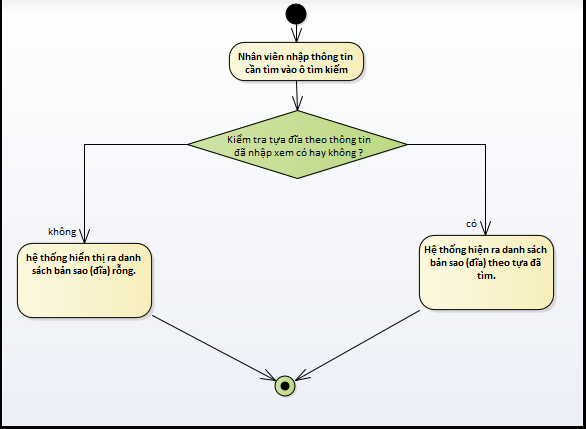 Nhân viên nhập thông tin
cần tìm vào ô tìm kiếm
Kiểm tra tựa đĩa theo thông tin
đã nhập xem có hay không ?
không
có
hệ thống hiển thị ra danh
sách bản sao (đĩa) rỗng.
Hệ thống hiện ra danh sách
bản sao (đĩa) theo tựa đã
tìm.